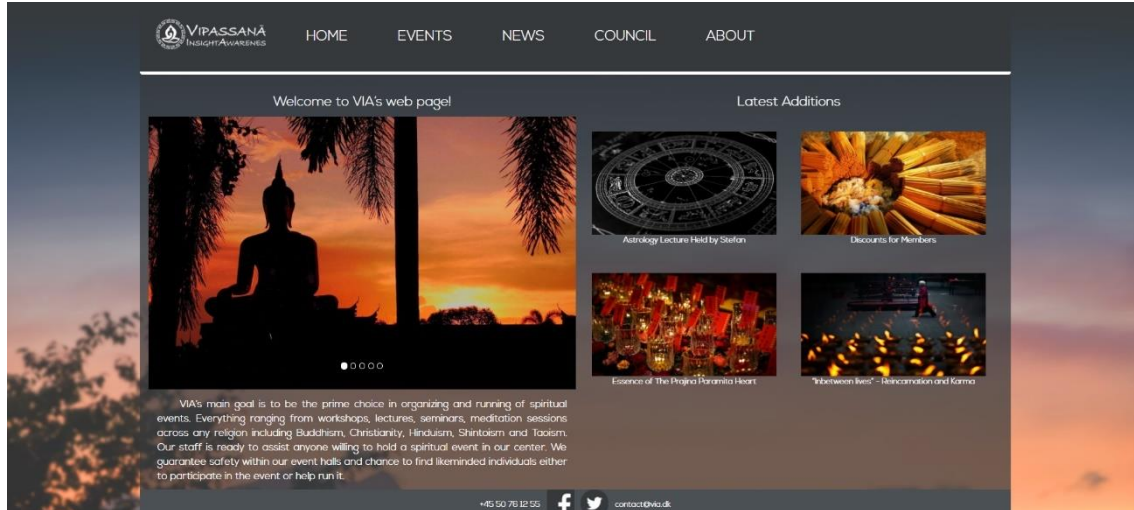 VIPASSANÃ
INSIGHTAWARENES
HOME EVENTS NEWS COUNCIL ABOUT
Welcome to VIA's web page!
VIA's main goal is to be the prime choice in organizing and running of spiritual
events. Everything ranging from workshops, lectures, seminars, meditation sessions
across any religion including Buddhism, Christianity, Hinduism, Shintoism and Taoism.
Our staff is ready to assist anyone willing to hold a spiritual event in our center. We
guarantee safety within our event halls and chance to find likeminded individuals either
to participate in the event or help run it.
Latest Additions
Astrology Lecture Held by Stefan
Discounts for Members
Essence of The Prajina Paramita Heart
"Inbetween lives" - Reincarnation and Karma
+45 50 76 12 55
contact@via.dk